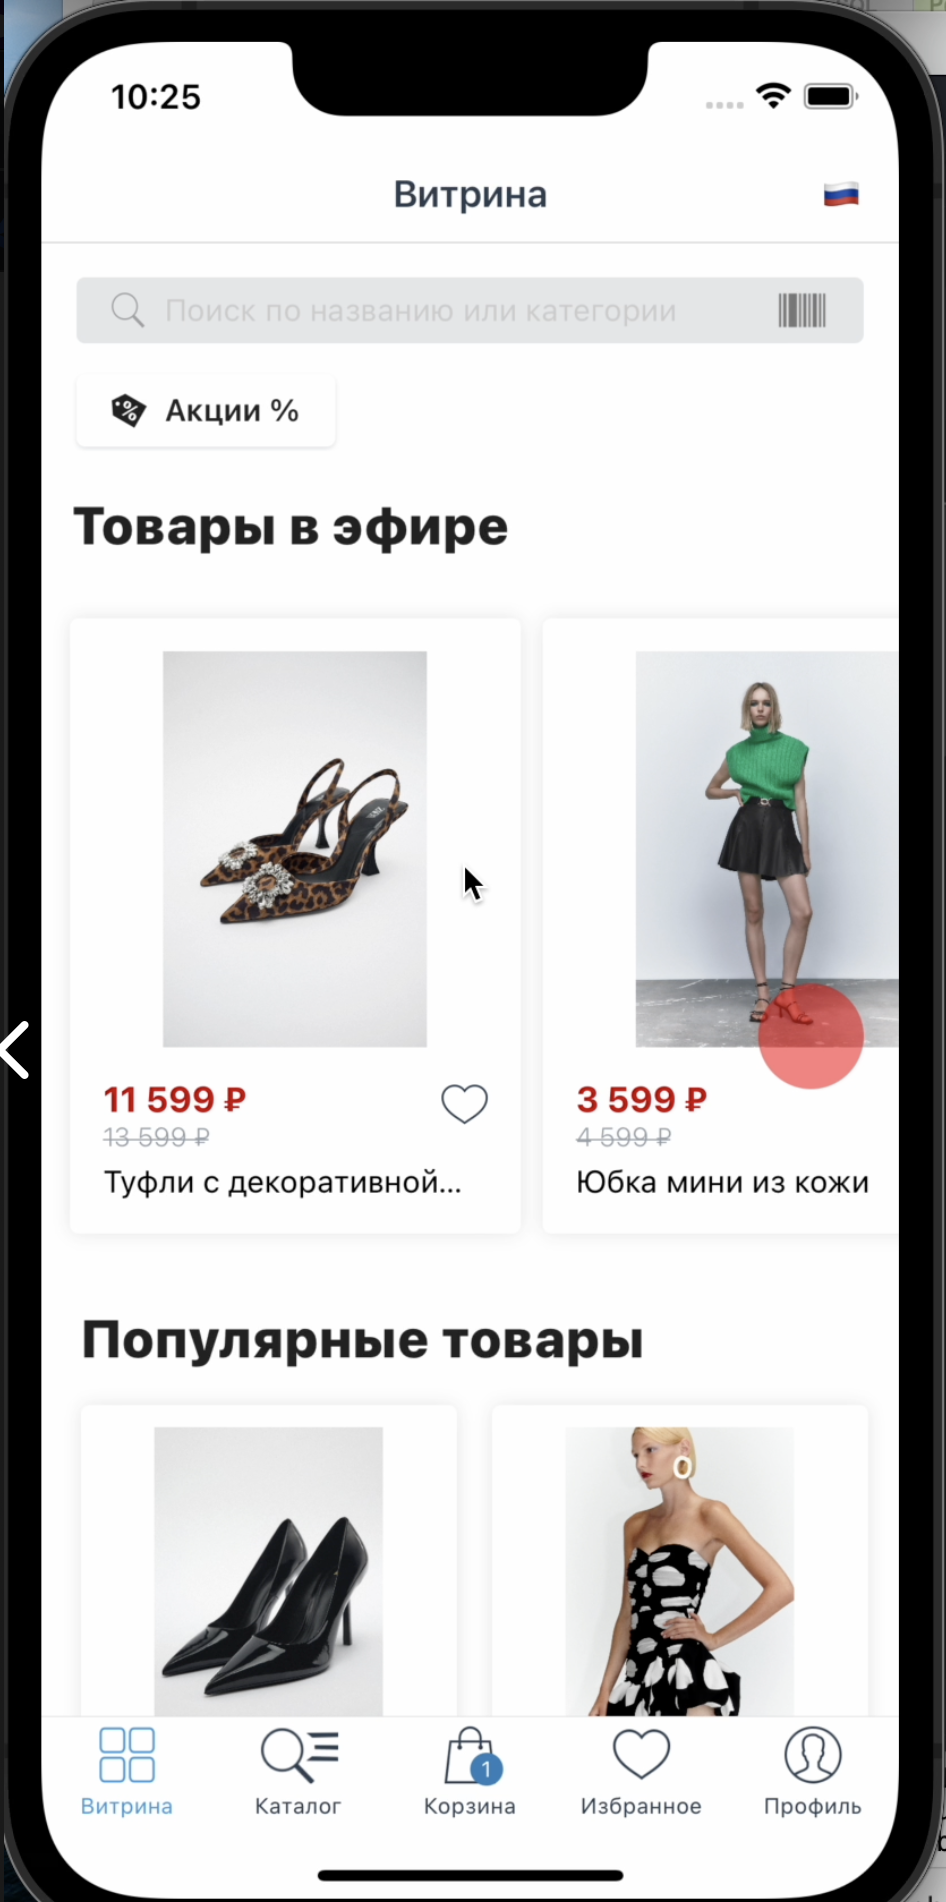 10:25
Витрина
Поиск по названию или категории
Акции %
Товары в эфире
11 599 ₽
13 599 ₽
Туфли с декоративной...
3 599 ₽
4 599 ₽
Юбка мини из кожи
Популярные товары
1
Витрина
Каталог
Корзина
Избранное
Профиль